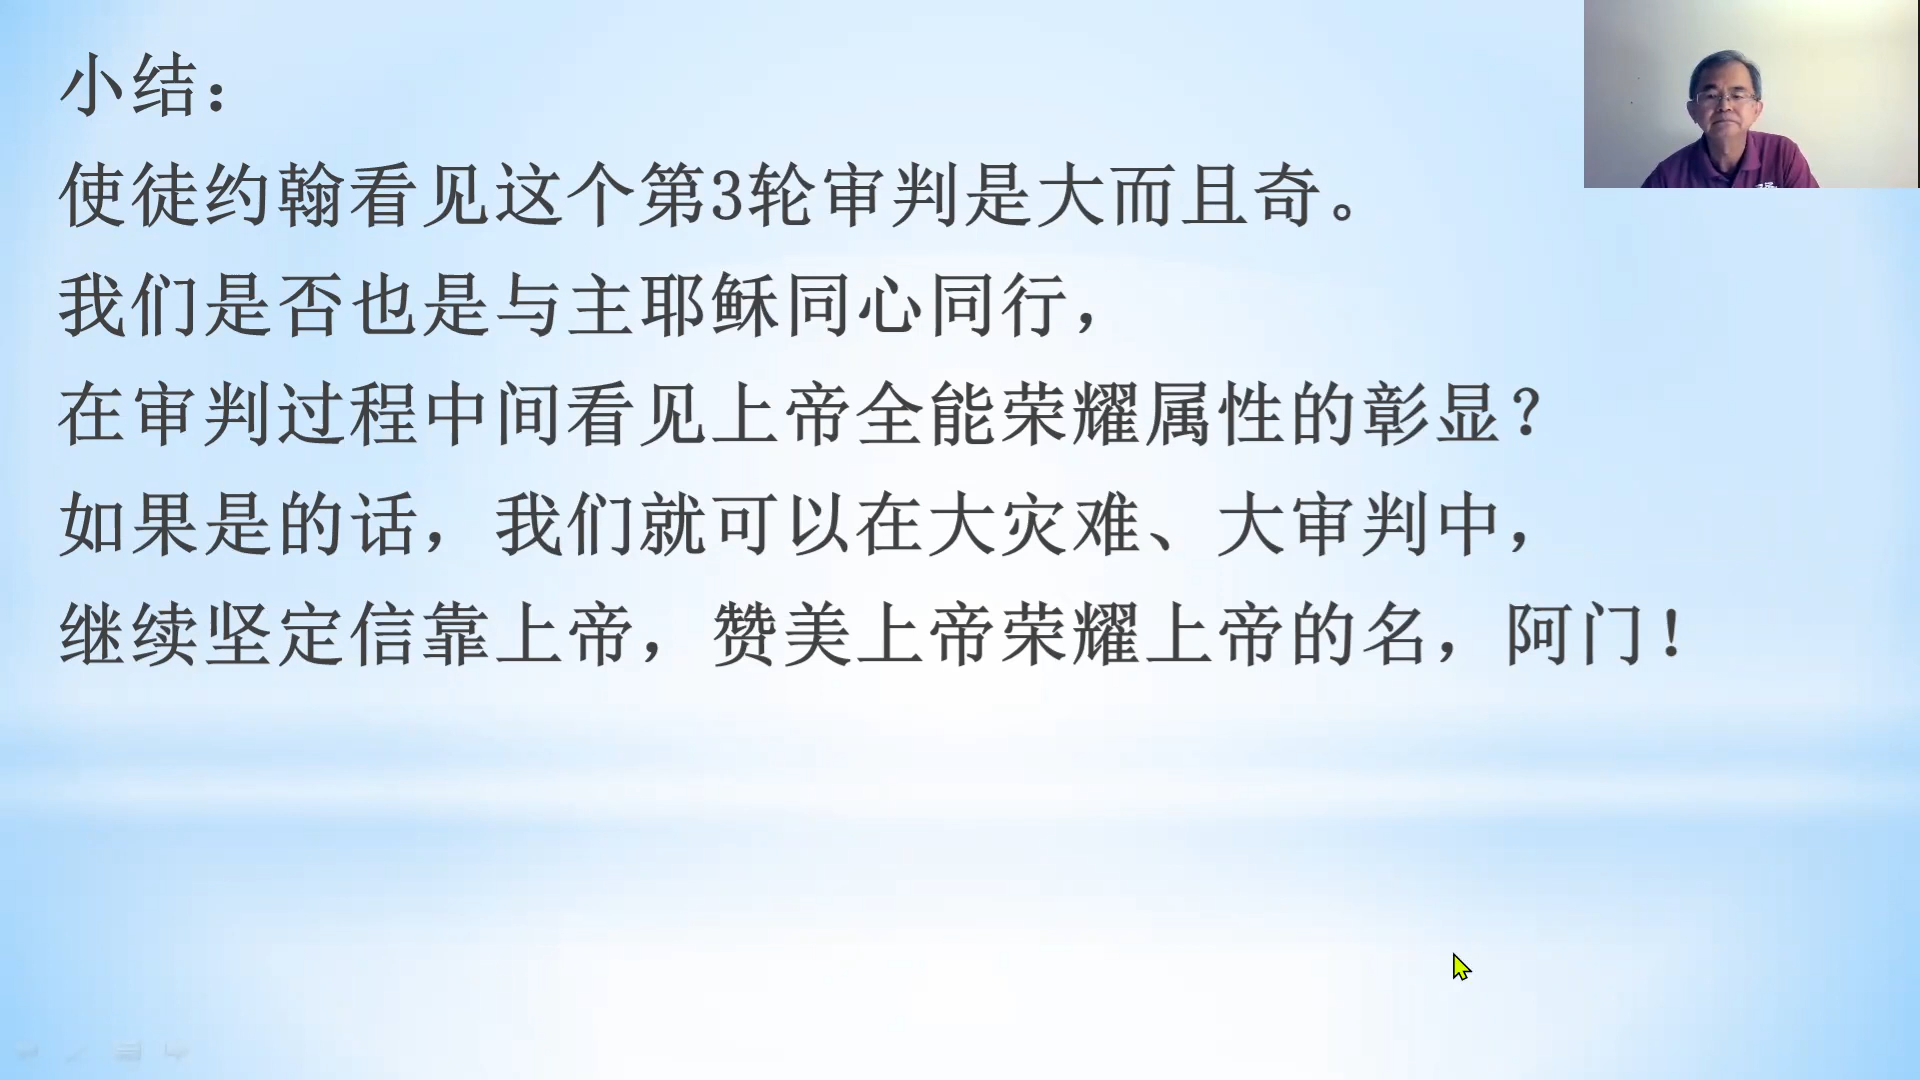 小结：
使徒约翰看见这个第3轮审判是大而且奇。
我们是否也是与主耶稣同心同行，
在审判过程中间看见上帝全能荣耀属性的彰显？
如果是的话，我们就可以在大灾难、大审判中，
继续坚定信靠上帝，赞美上帝荣耀上帝的名，阿门！